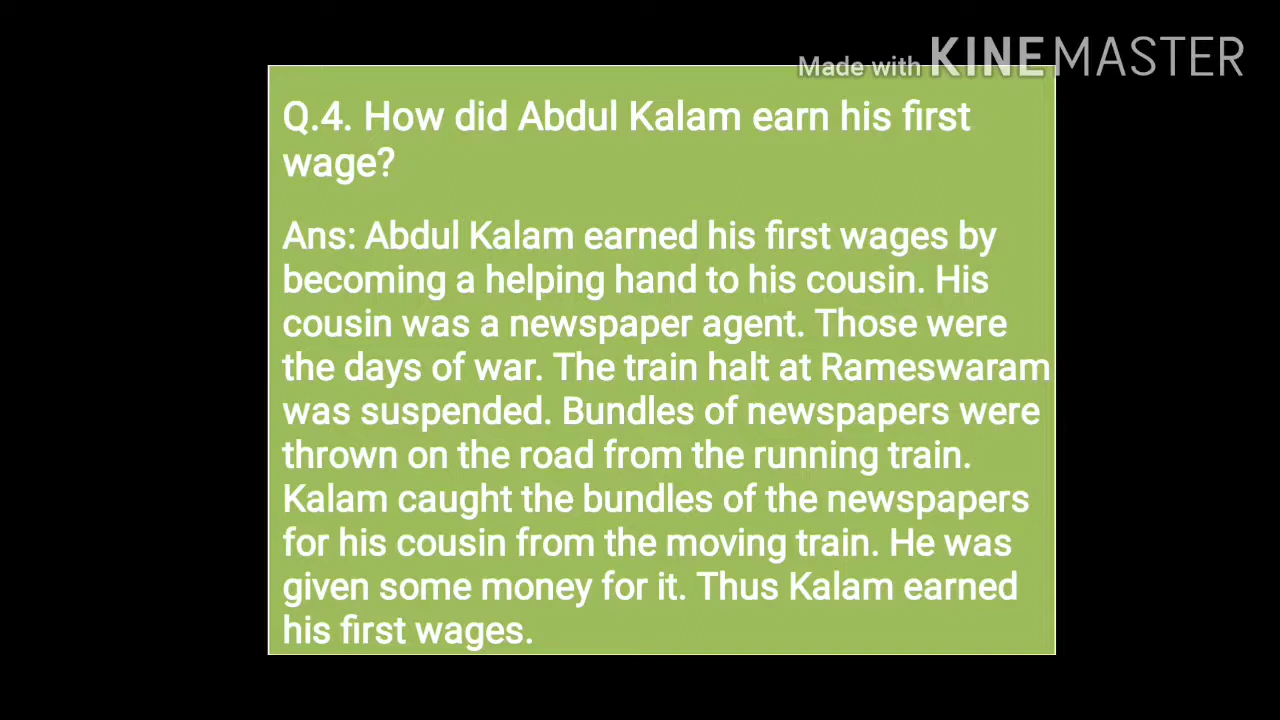 Made with KINEMASTER
Q.4. How did Abdul Kalam earn his first
wage?
Ans: Abdul Kalam earned his first wages by
becoming a helping hand to his cousin. His
cousin was a newspaper agent. Those were
the days of war. The train halt at Rameswaram
was suspended. Bundles of newspapers were
thrown on the road from the running train.
Kalam caught the bundles of the newspapers
for his cousin from the moving train. He was
given some money for it. Thus Kalam earned
his first wages.